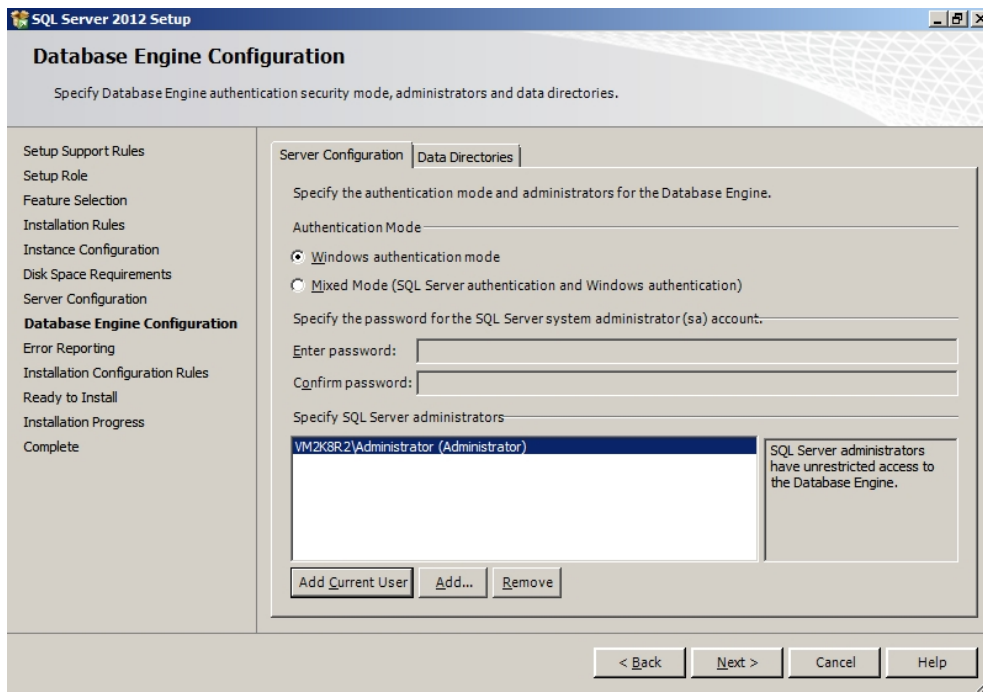 SQL Server 2012 Setup
Database Engine Configuration
Specify Database Engine authentication security mode, administrators and data directories.
Setup Support Rules
Setup Role
Feature Selection
Installation Rules
Instance Configuration
Disk Space Requirements
Server Configuration
Database Engine Configuration
Error Reporting
Installation Configuration Rules
Ready to Install
Installation Progress
Complete
Server Configuration
Data Directories
Specify the authentication mode and administrators for the Database Engine.
Authentication Mode
Windows authentication mode
Mixed Mode (SQL Server authentication and Windows authentication)
Specify the password for the SQL Server system administrator (sa) account.
Enter password:
Confirm password:
Specify SQL Server administrators
VM2K8R2\Administrator (Administrator)
SQL Server administrators
have unrestricted access to
the Database Engine.
Add Current User
Add...
Remove
< Back
Next >
Cancel
Help